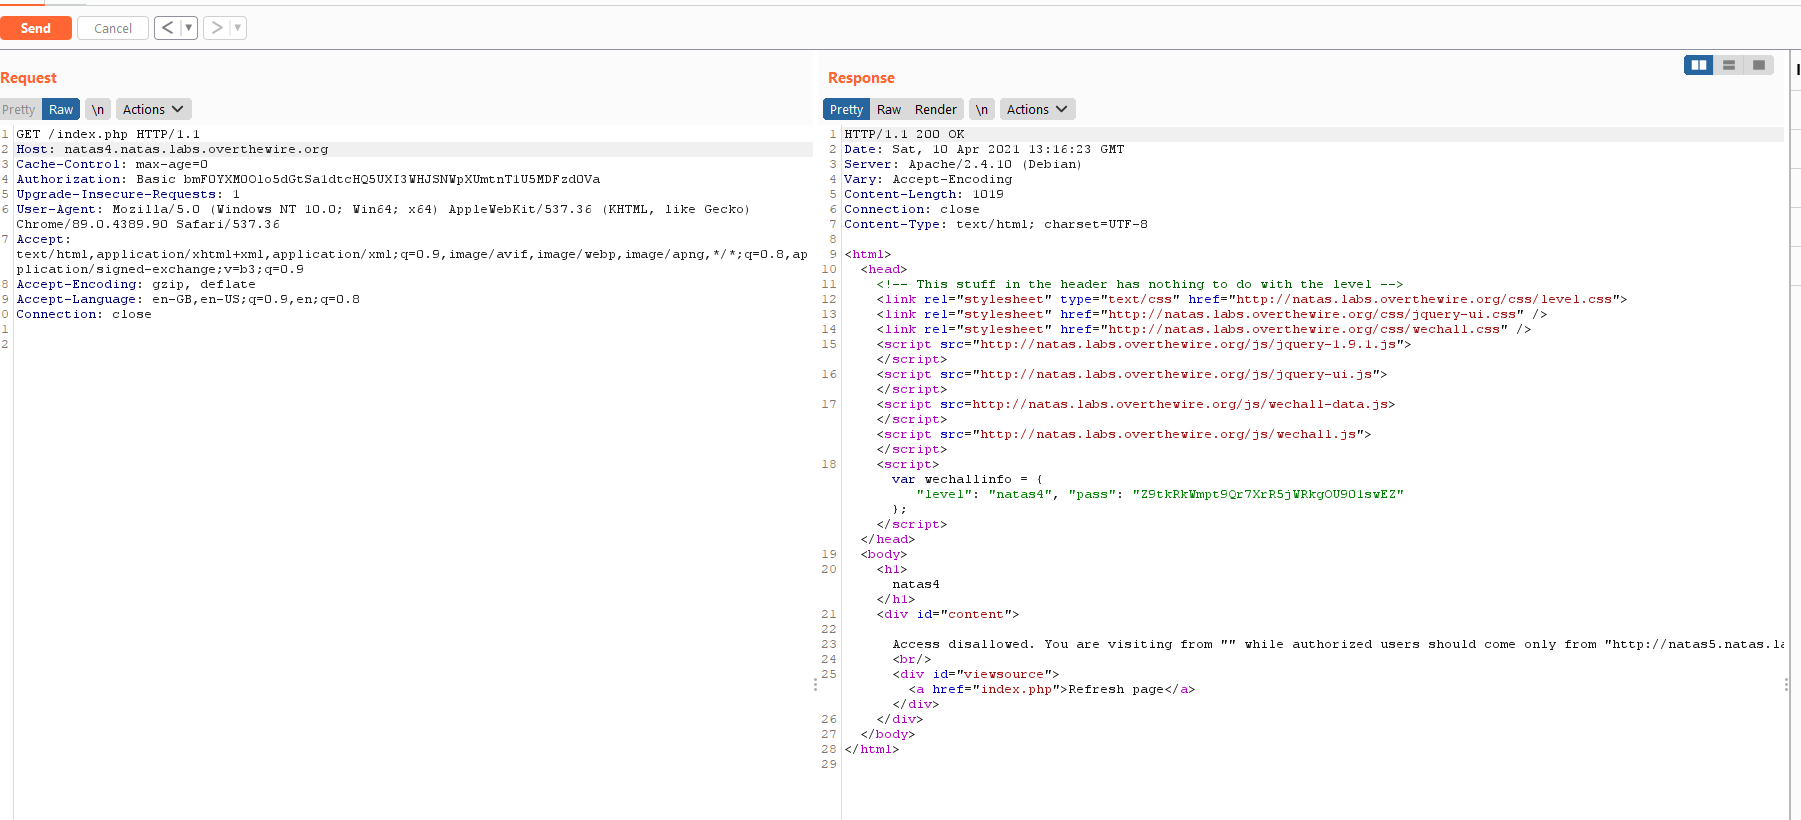 Send Cancel < ▼ > ▼
Request
Pretty Raw \n Actions
1 GET /index.php HTTP/1.1
2 Host: natas4.natas.labs.overthewire.org
3 Cache-Control: max-age=0
4 Authorization: Basic bmF0YXM0Olo5dGtSa1dtcHQ5UXI3WHJSNWpXUmtnT1U5MDFzd0Va
5 Upgrade-Insecure-Requests: 1
6 User-Agent: Mozilla/5.0 (Windows NT 10.0; Win64; x64) AppleWebKit/537.36 (KHTML, like Gecko)
Chrome/89.0.4389.90 Safari/537.36
7 Accept:
text/html,application/xhtml+xml,application/xml;q=0.9,image/avif,image/webp,image/apng,*/*;q=0.8,ap
plication/signed-exchange;v=b3;q=0.9
8 Accept-Encoding: gzip, deflate
9 Accept-Language: en-GB,en-US;q=0.9,en;q=0.8
0 Connection: close
1
2
Response
Pretty Raw Render \n Actions
1 HTTP/1.1 200 OK
2 Date: Sat, 10 Apr 2021 13:16:23 GMT
3 Server: Apache/2.4.10 (Debian)
4 Vary: Accept-Encoding
5 Content-Length: 1019
6 Connection: close
7 Content-Type: text/html; charset=UTF-8
8
9 <html>
10 <head>
11 <!-- This stuff in the header has nothing to do with the level -->
12 <link rel="stylesheet" type="text/css" href="http://natas.labs.overthewire.org/css/level.css">
13 <link rel="stylesheet" href="http://natas.labs.overthewire.org/css/jquery-ui.css" />
14 <link rel="stylesheet" href="http://natas.labs.overthewire.org/css/wechall.css" />
15 <script src="http://natas.labs.overthewire.org/js/jquery-1.9.1.js">
</script>
16 <script src="http://natas.labs.overthewire.org/js/jquery-ui.js">
</script>
17 <script src=http://natas.labs.overthewire.org/js/wechall-data.js>
</script>
<script src="http://natas.labs.overthewire.org/js/wechall.js">
</script>
18 <script>
var wechallinfo = {
"level": "natas4", "pass": "Z9tkRkWmpt9Qr7XrR5jWRkgOU901swEZ"
};
</script>
</head>
19 <body>
20 <h1>
natas4
</h1>
21 <div id="content">
22
23 Access disallowed. You are visiting from "" while authorized users should come only from "http://natas5.natas.la
24 <br/>
25 <div id="viewsource">
<a href="index.php">Refresh page</a>
</div>
26 </div>
27 </body>
28 </html>
29